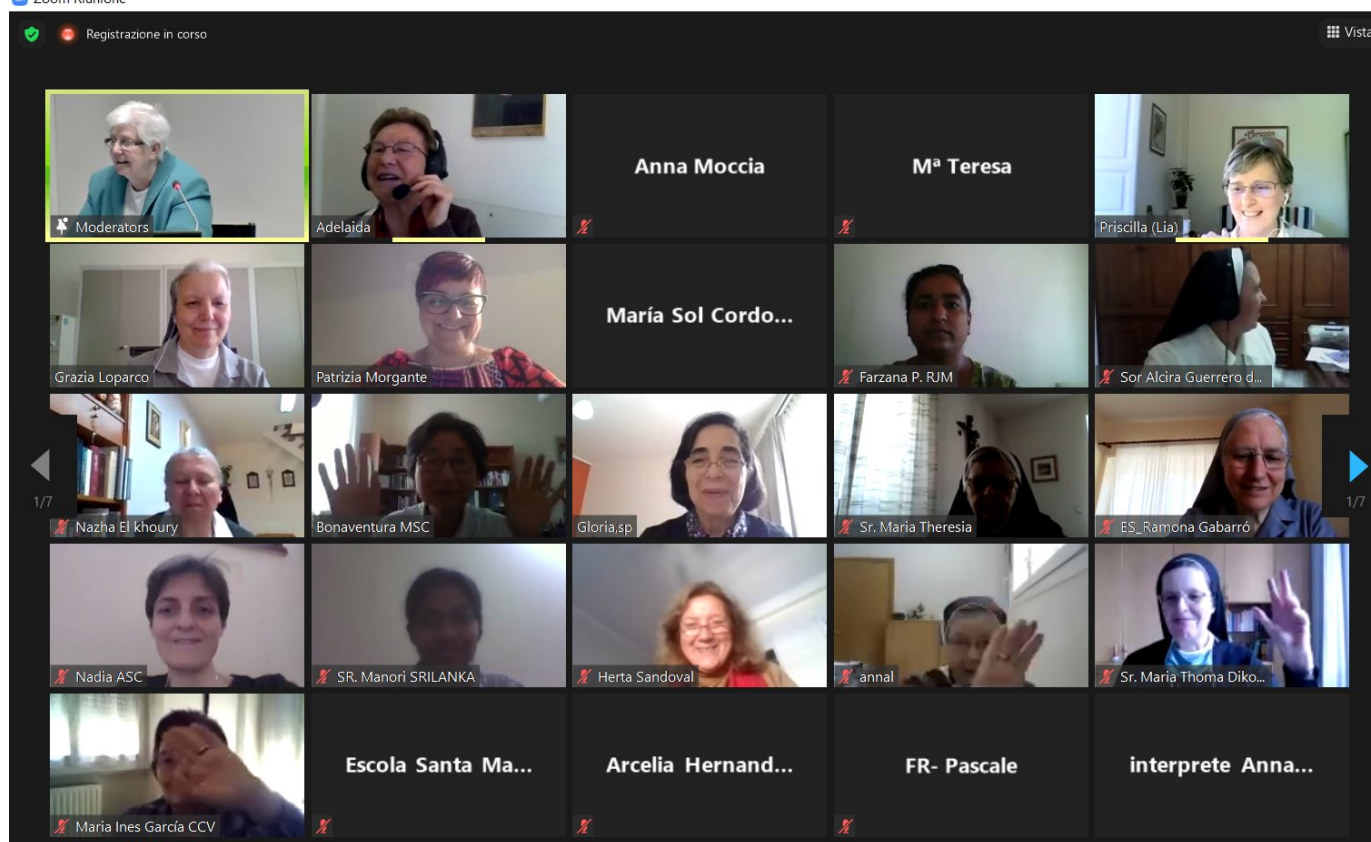 Zoom Riunione
Registrazione in corso
Vista
Moderators
Adelaida
Anna Moccia
Mª Teresa
Priscilla (Lia)
Grazia Loparco
Patrizia Morgante
María Sol Cordo...
Farzana P. RJM
Sor Alcira Guerrero d...
1/7
Nazha El khoury
Bonaventura MSC
Gloria,sp
Sr. Maria Theresia
ES_Ramona Gabarró
1/7
Nadia ASC
SR. Manori SRILANKA
Herta Sandoval
annal
Sr. Maria Thoma Diko...
Maria Ines García CCV
Escola Santa Ma...
Arcelia Hernand...
FR- Pascale
interprete Anna...